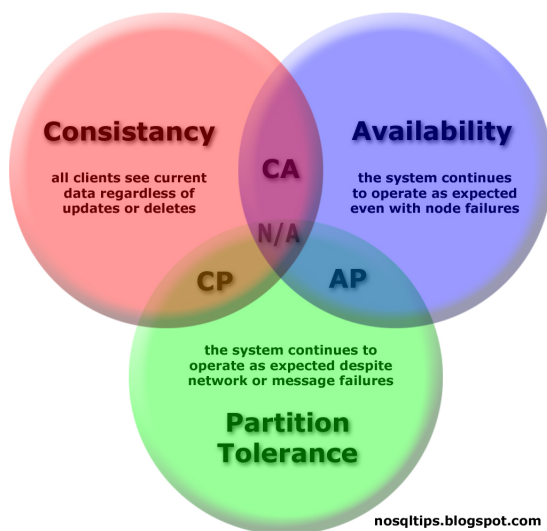 Consistancy
all clients see current
data regardless of
updates or deletes
Availability
the system continues
to operate as expected
even with node failures
CA
N/A
CP
AP
the system continues to
operate as expected despite
network or message failures
Partition
Tolerance
nosqltips.blogspot.com